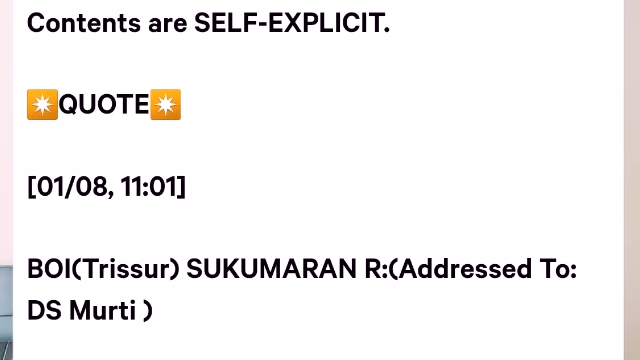 Contents are SELF-EXPLICIT.
✴️QUOTE✴️
[01/08, 11:01]
BOI(Trissur) SUKUMARAN R:(Addressed To:
DS Murti )